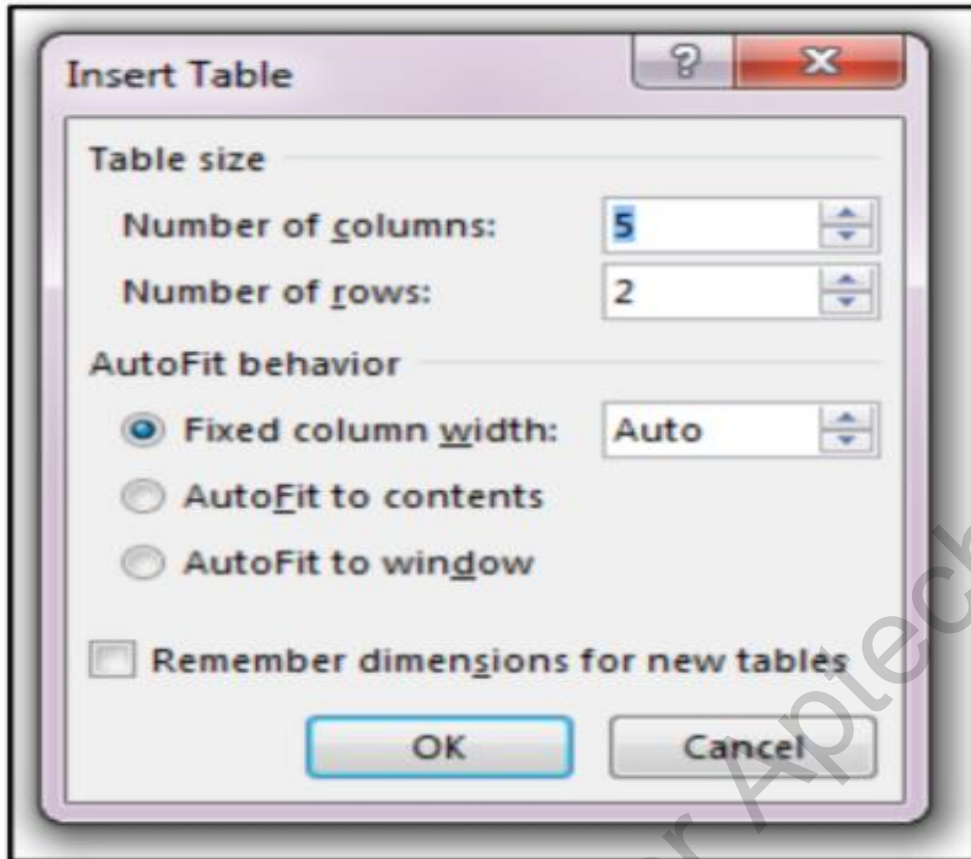 Insert Table
?
Table size
Number of columns: 5
Number of rows: 2
AutoFit behavior
Fixed column width: Auto
AutoFit to contents
AutoFit to window
Remember dimensions for new tables
OK Cancel